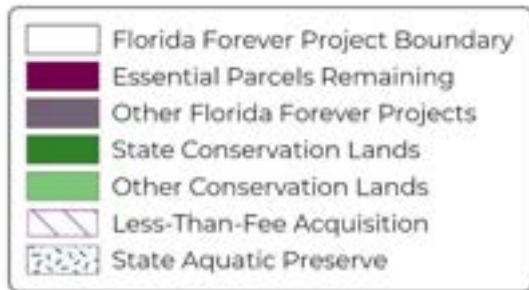 Florida Forever Project Boundary
Essential Parcels Remaining
Other Florida Forever Projects
State Conservation Lands
Other Conservation Lands
Less-Than-Fee Acquisition
State Aquatic Preserve